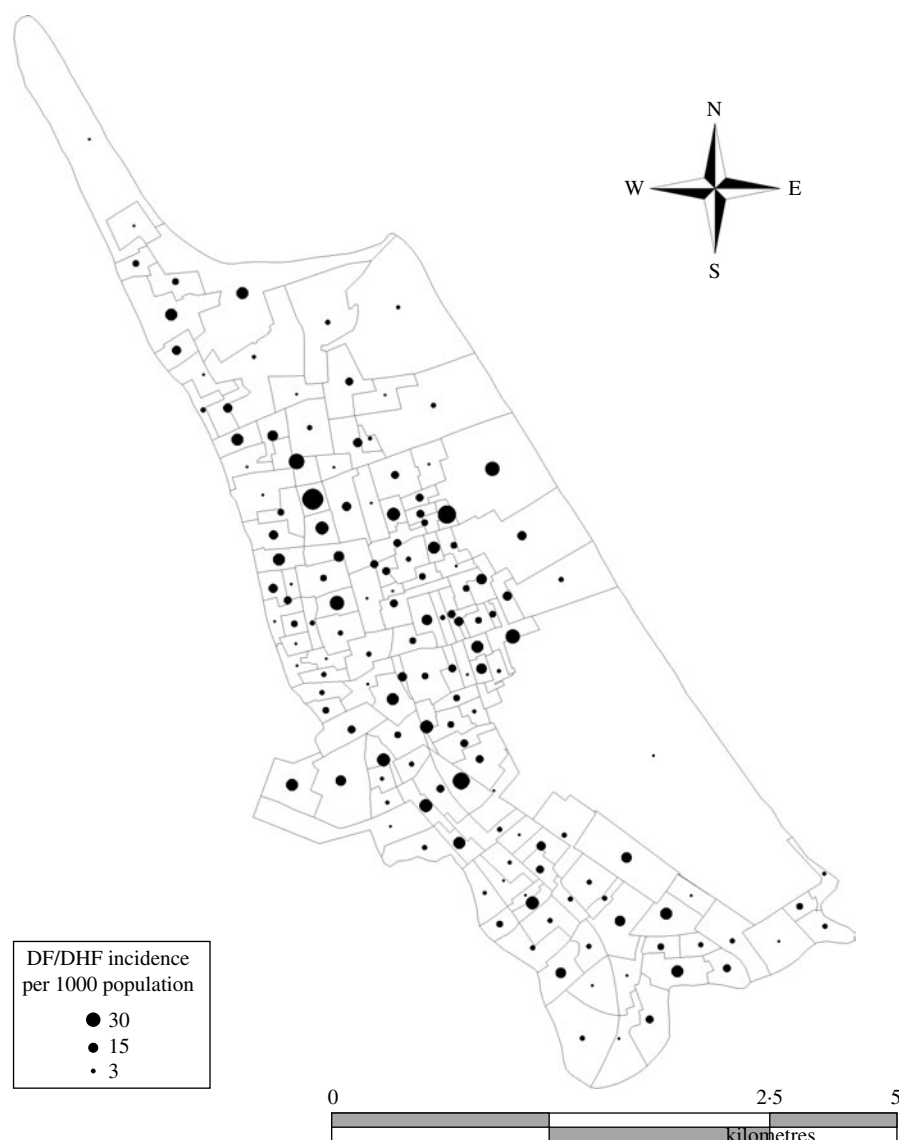 N
W E
S
DF/DHF incidence
per 1000 population
30
15
3
0 2·5 5
kilometres